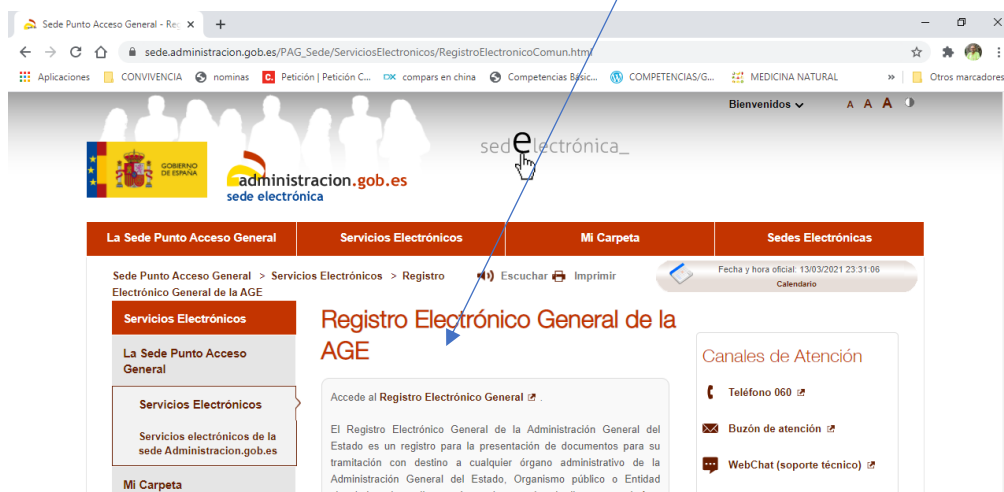 Sede Punto Acceso General - Reg
sede.administracion.gob.es/PAG_Sede/ServiciosElectronicos/RegistroElectronicoComun.html
Aplicaciones CONVIVENCIA nominas Petición | Petición C... compars en china Competencias Básic... COMPETENCIAS/G... MEDICINA NATURAL » Otros marcadores
Bienvenidos A A A
GOBIERNO
DE ESPAÑA
administracion.gob.es
sede electrónica
sedelectrónica_
La Sede Punto Acceso General Servicios Electrónicos Mi Carpeta Sedes Electrónicas
Sede Punto Acceso General > Servicios Electrónicos > Registro
Electrónico General de la AGE
Escuchar Imprimir
Fecha y hora oficial: 13/03/2021 23:31:06
Calendario
Servicios Electrónicos
La Sede Punto Acceso
General
Servicios Electrónicos
Servicios electrónicos de la
sede Administracion.gob.es
Mi Carpeta
Registro Electrónico General de la
AGE
Accede al Registro Electrónico General .
El Registro Electrónico General de la Administración General del
Estado es un registro para la presentación de documentos para su
tramitación con destino a cualquier órgano administrativo de la
Administración General del Estado, Organismo público o Entidad
Canales de Atención
Teléfono 060
Buzón de atención
WebChat (soporte técnico)